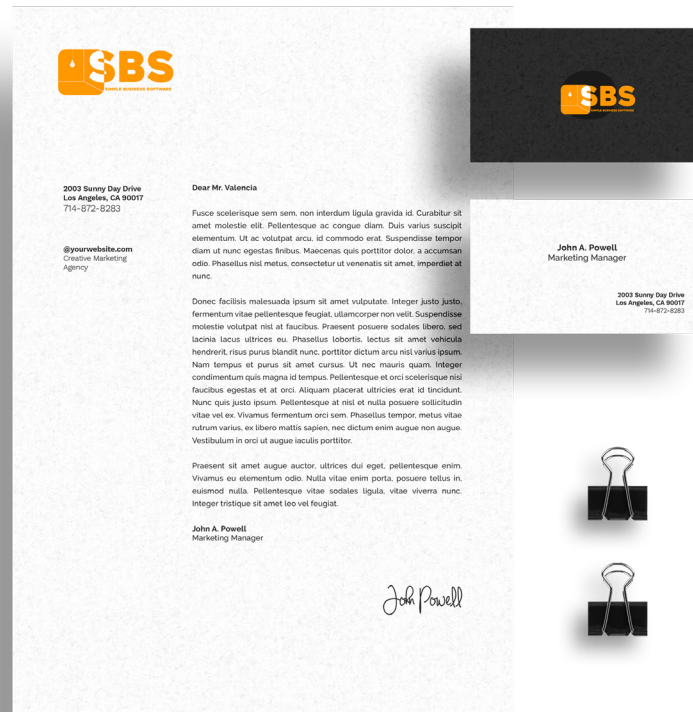 SBS
SIMPLE BUSINESS SOFTWARE
2003 Sunny Day Drive
Los Angeles, CA 90017
714-872-8283
@yourwebsite.com
Creative Marketing
Agency
Dear Mr. Valencia
Fusce scelerisque sem sem, non interdum ligula gravida id. Curabitur sit
amet molestie elit. Pellentesque ac congue diam. Duis varius suscipit
elementum. Ut ac volutpat arcu, id commodo erat. Suspendisse tempor
diam ut nunc egestas finibus. Maecenas quis porttitor dolor, a accumsan
odio. Phasellus nisl metus, consectetur ut venenatis sit amet, imperdiet at
nunc.
Donec facilisis malesuada ipsum sit amet vulputate. Integer justo justo,
fermentum vitae pellentesque feugiat, ullamcorper non velit. Suspendisse
molestie volutpat nisl at faucibus. Praesent posuere sodales libero, sed
lacinia lacus ultrices eu. Phasellus lobortis, lectus sit amet vehicula
hendrerit, risus purus blandit nunc, porttitor dictum arcu nisl varius ipsum.
Nam tempus et purus sit amet cursus. Ut nec mauris quam. Integer
condimentum quis magna id tempus. Pellentesque et orci scelerisque nisi
faucibus egestas et at orci. Aliquam placerat ultricies erat id tincidunt.
Nunc quis justo ipsum. Pellentesque at nisl et nulla posuere sollicitudin
vitae vel ex. Vivamus fermentum orci sem. Phasellus tempor, metus vitae
rutrum varius, ex libero mattis sapien, nec dictum enim augue non augue.
Vestibulum in orci ut augue iaculis porttitor.
Praesent sit amet augue auctor, ultrices dui eget, pellentesque enim.
Vivamus eu elementum odio. Nulla vitae enim porta, posuere tellus in,
euismod nulla. Pellentesque vitae sodales ligula, vitae viverra nunc.
Integer tristique sit amet leo vel feugiat.
John A. Powell
Marketing Manager
John Powell
SBS
SIMPLE BUSINESS SOFTWARE
John A. Powell
Marketing Manager
2003 Sunny Day Drive
Los Angeles, CA 90017
714-872-8283